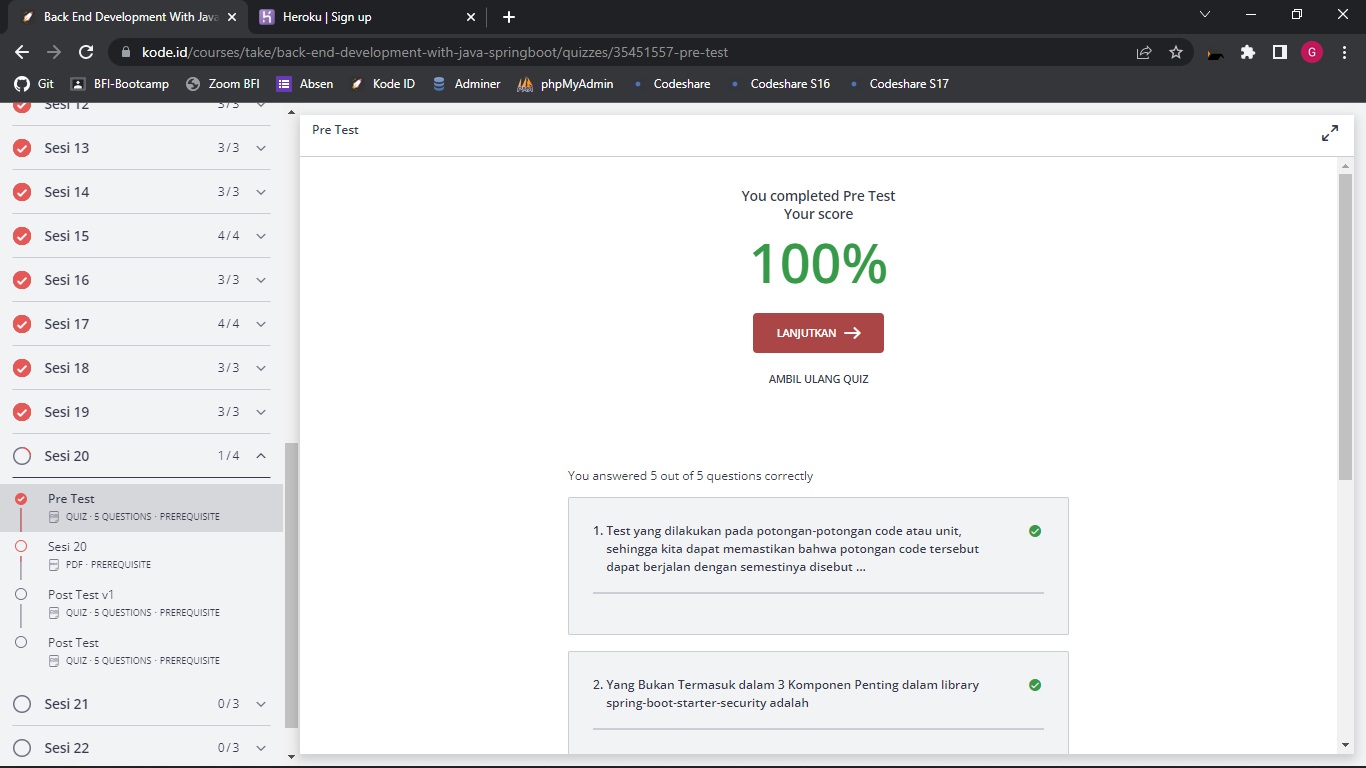 Back End Development With Java
Heroku | Sign up
kode.id/courses/take/back-end-development-with-java-springboot/quizzes/35451557-pre-test
G
Git
BFI-Bootcamp
Zoom BFI
Absen
Kode ID
Adminer
phpMyAdmin
Codeshare
Codeshare S16
Codeshare S17
Sesi 12 3/3
Sesi 13 3/3
Sesi 14 3/3
Sesi 15 4/4
Sesi 16 3/3
Sesi 17 4/4
Sesi 18 3/3
Sesi 19 3/3
Sesi 20 1/4
Pre Test
QUIZ · 5 QUESTIONS · PREREQUISITE
Sesi 20
PDF · PREREQUISITE
Post Test v1
QUIZ · 5 QUESTIONS · PREREQUISITE
Post Test
QUIZ · 5 QUESTIONS · PREREQUISITE
Sesi 21 0/3
Sesi 22 0/3
Pre Test
You completed Pre Test
Your score
100%
LANJUTKAN
AMBIL ULANG QUIZ
You answered 5 out of 5 questions correctly
1. Test yang dilakukan pada potongan-potongan code atau unit,
sehingga kita dapat memastikan bahwa potongan code tersebut
dapat berjalan dengan semestinya disebut ...
2. Yang Bukan Termasuk dalam 3 Komponen Penting dalam library
spring-boot-starter-security adalah